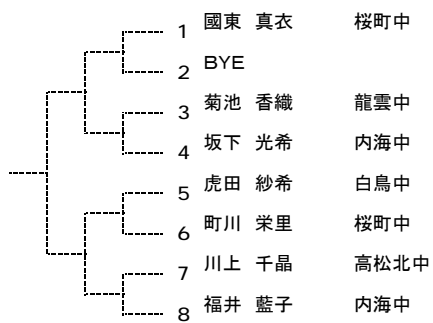 1 國東 真衣 桜町中
2 BYE
3 菊池 香織 龍雲中
4 坂下 光希 内海中
5 虎田 紗希 白鳥中
6 町川 栄里 桜町中
7 川上 千晶 高松北中
8 福井 藍子 内海中